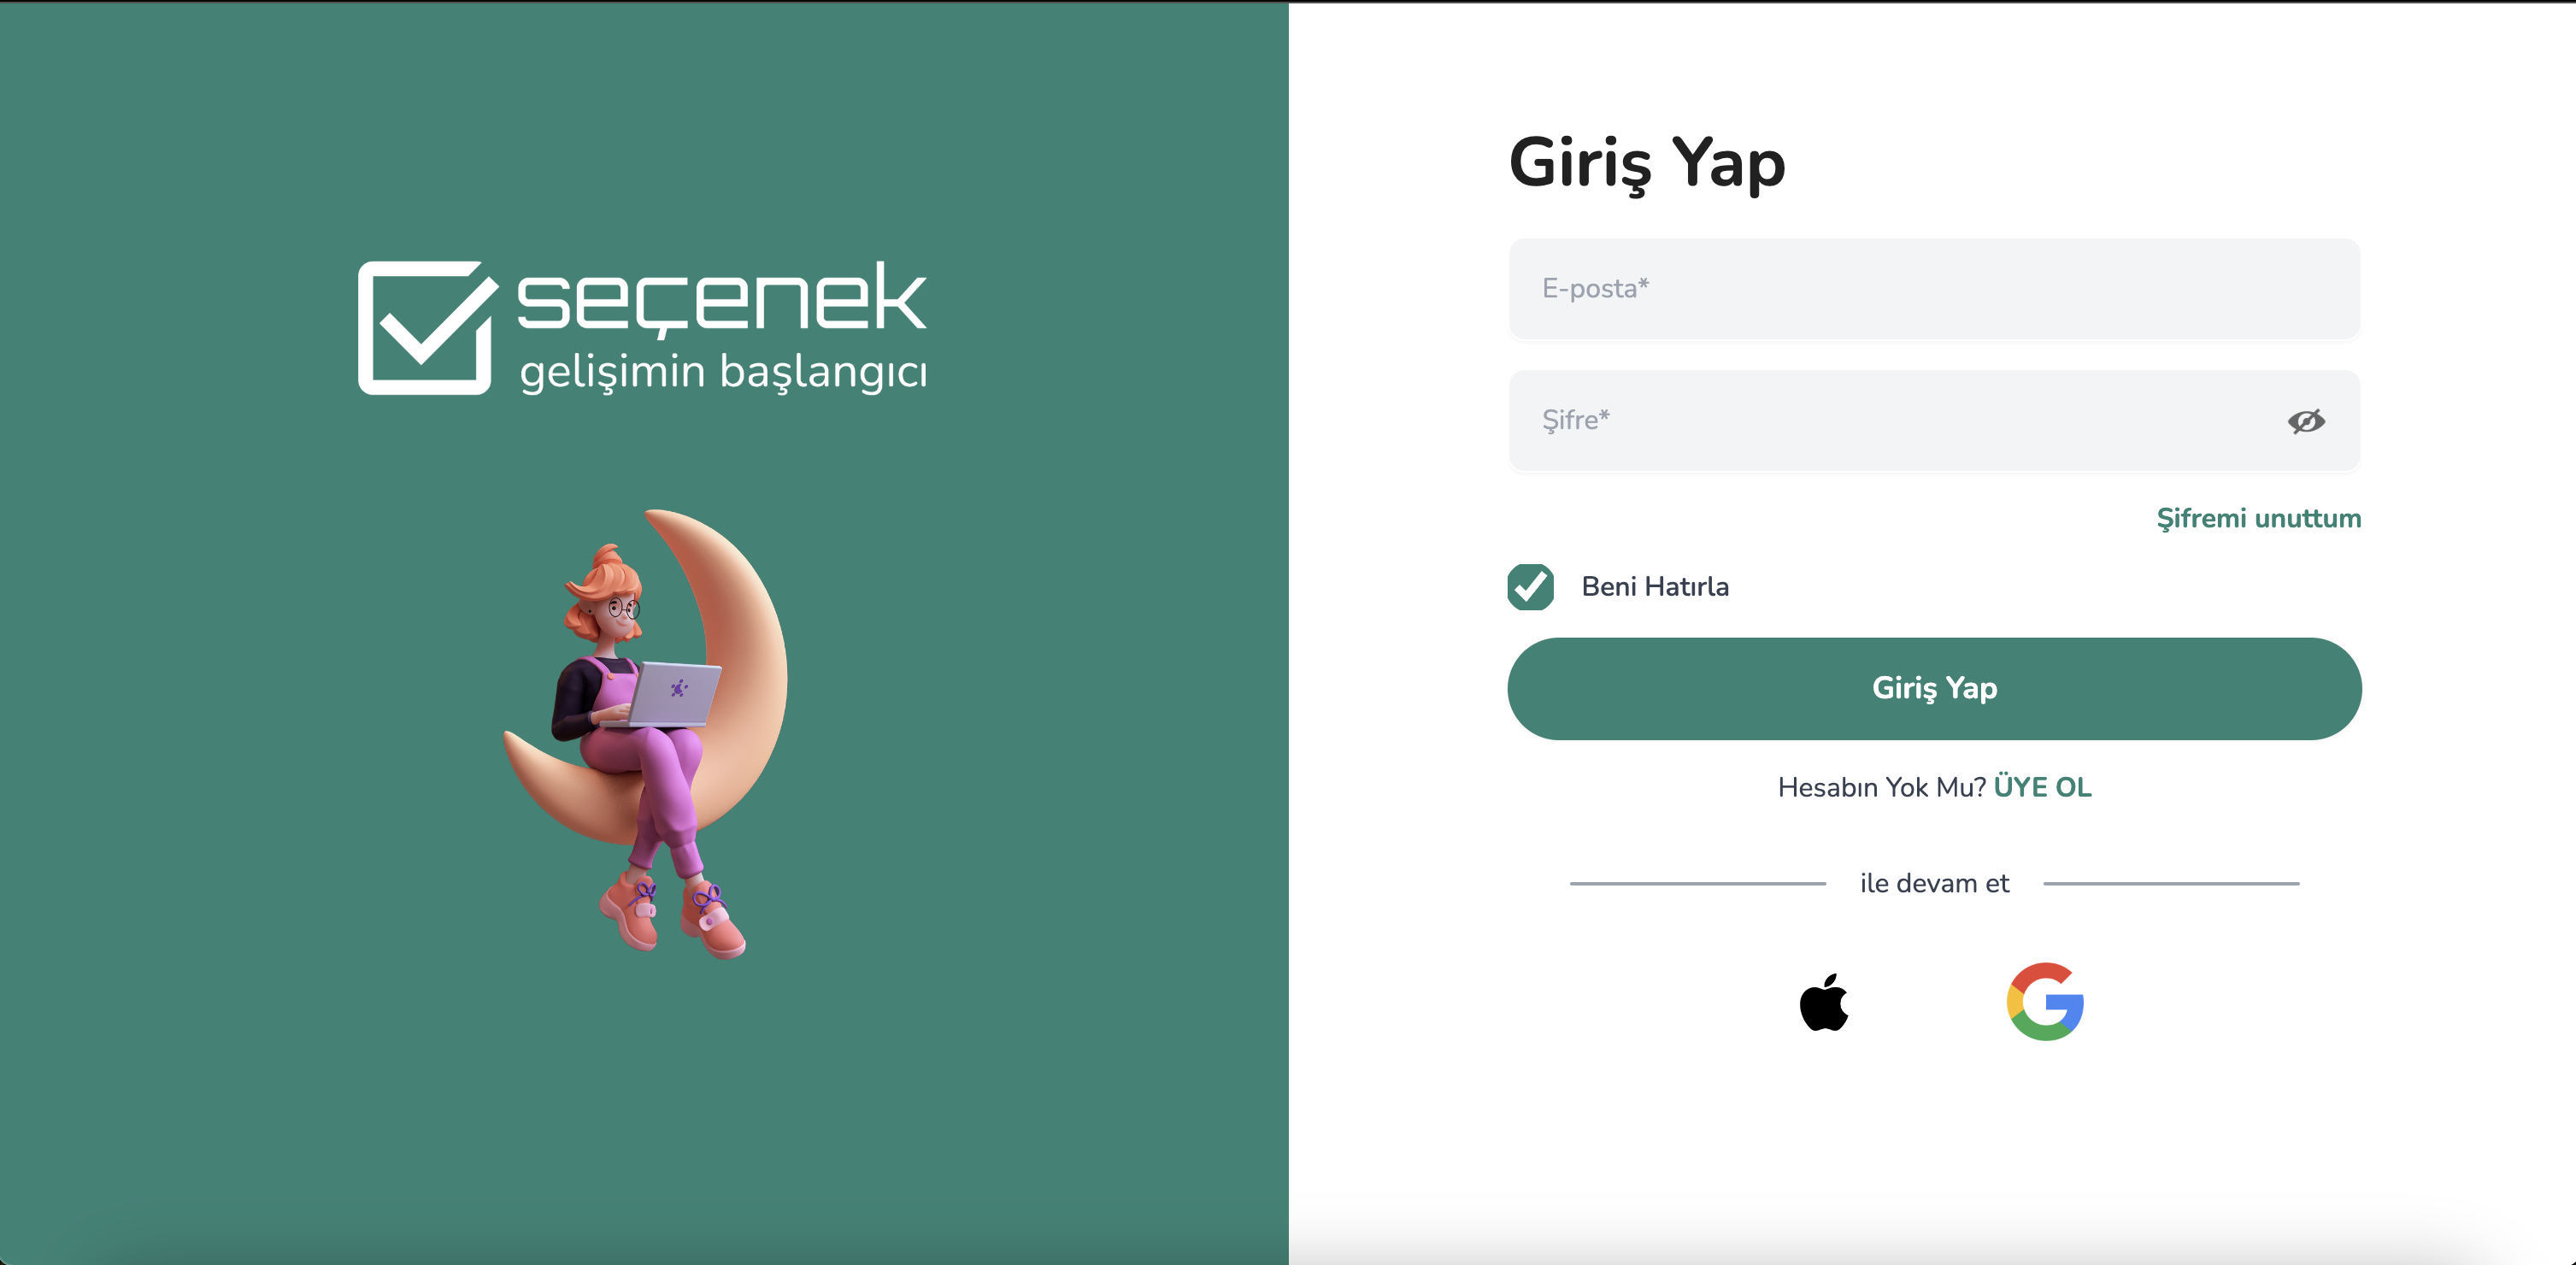 seçenek
gelişimin başlangıcı
Giriş Yap
E-posta*
Şifre*
Şifremi unuttum
Beni Hatırla
Giriş Yap
Hesabın Yok Mu? ÜYE OL
ile devam et